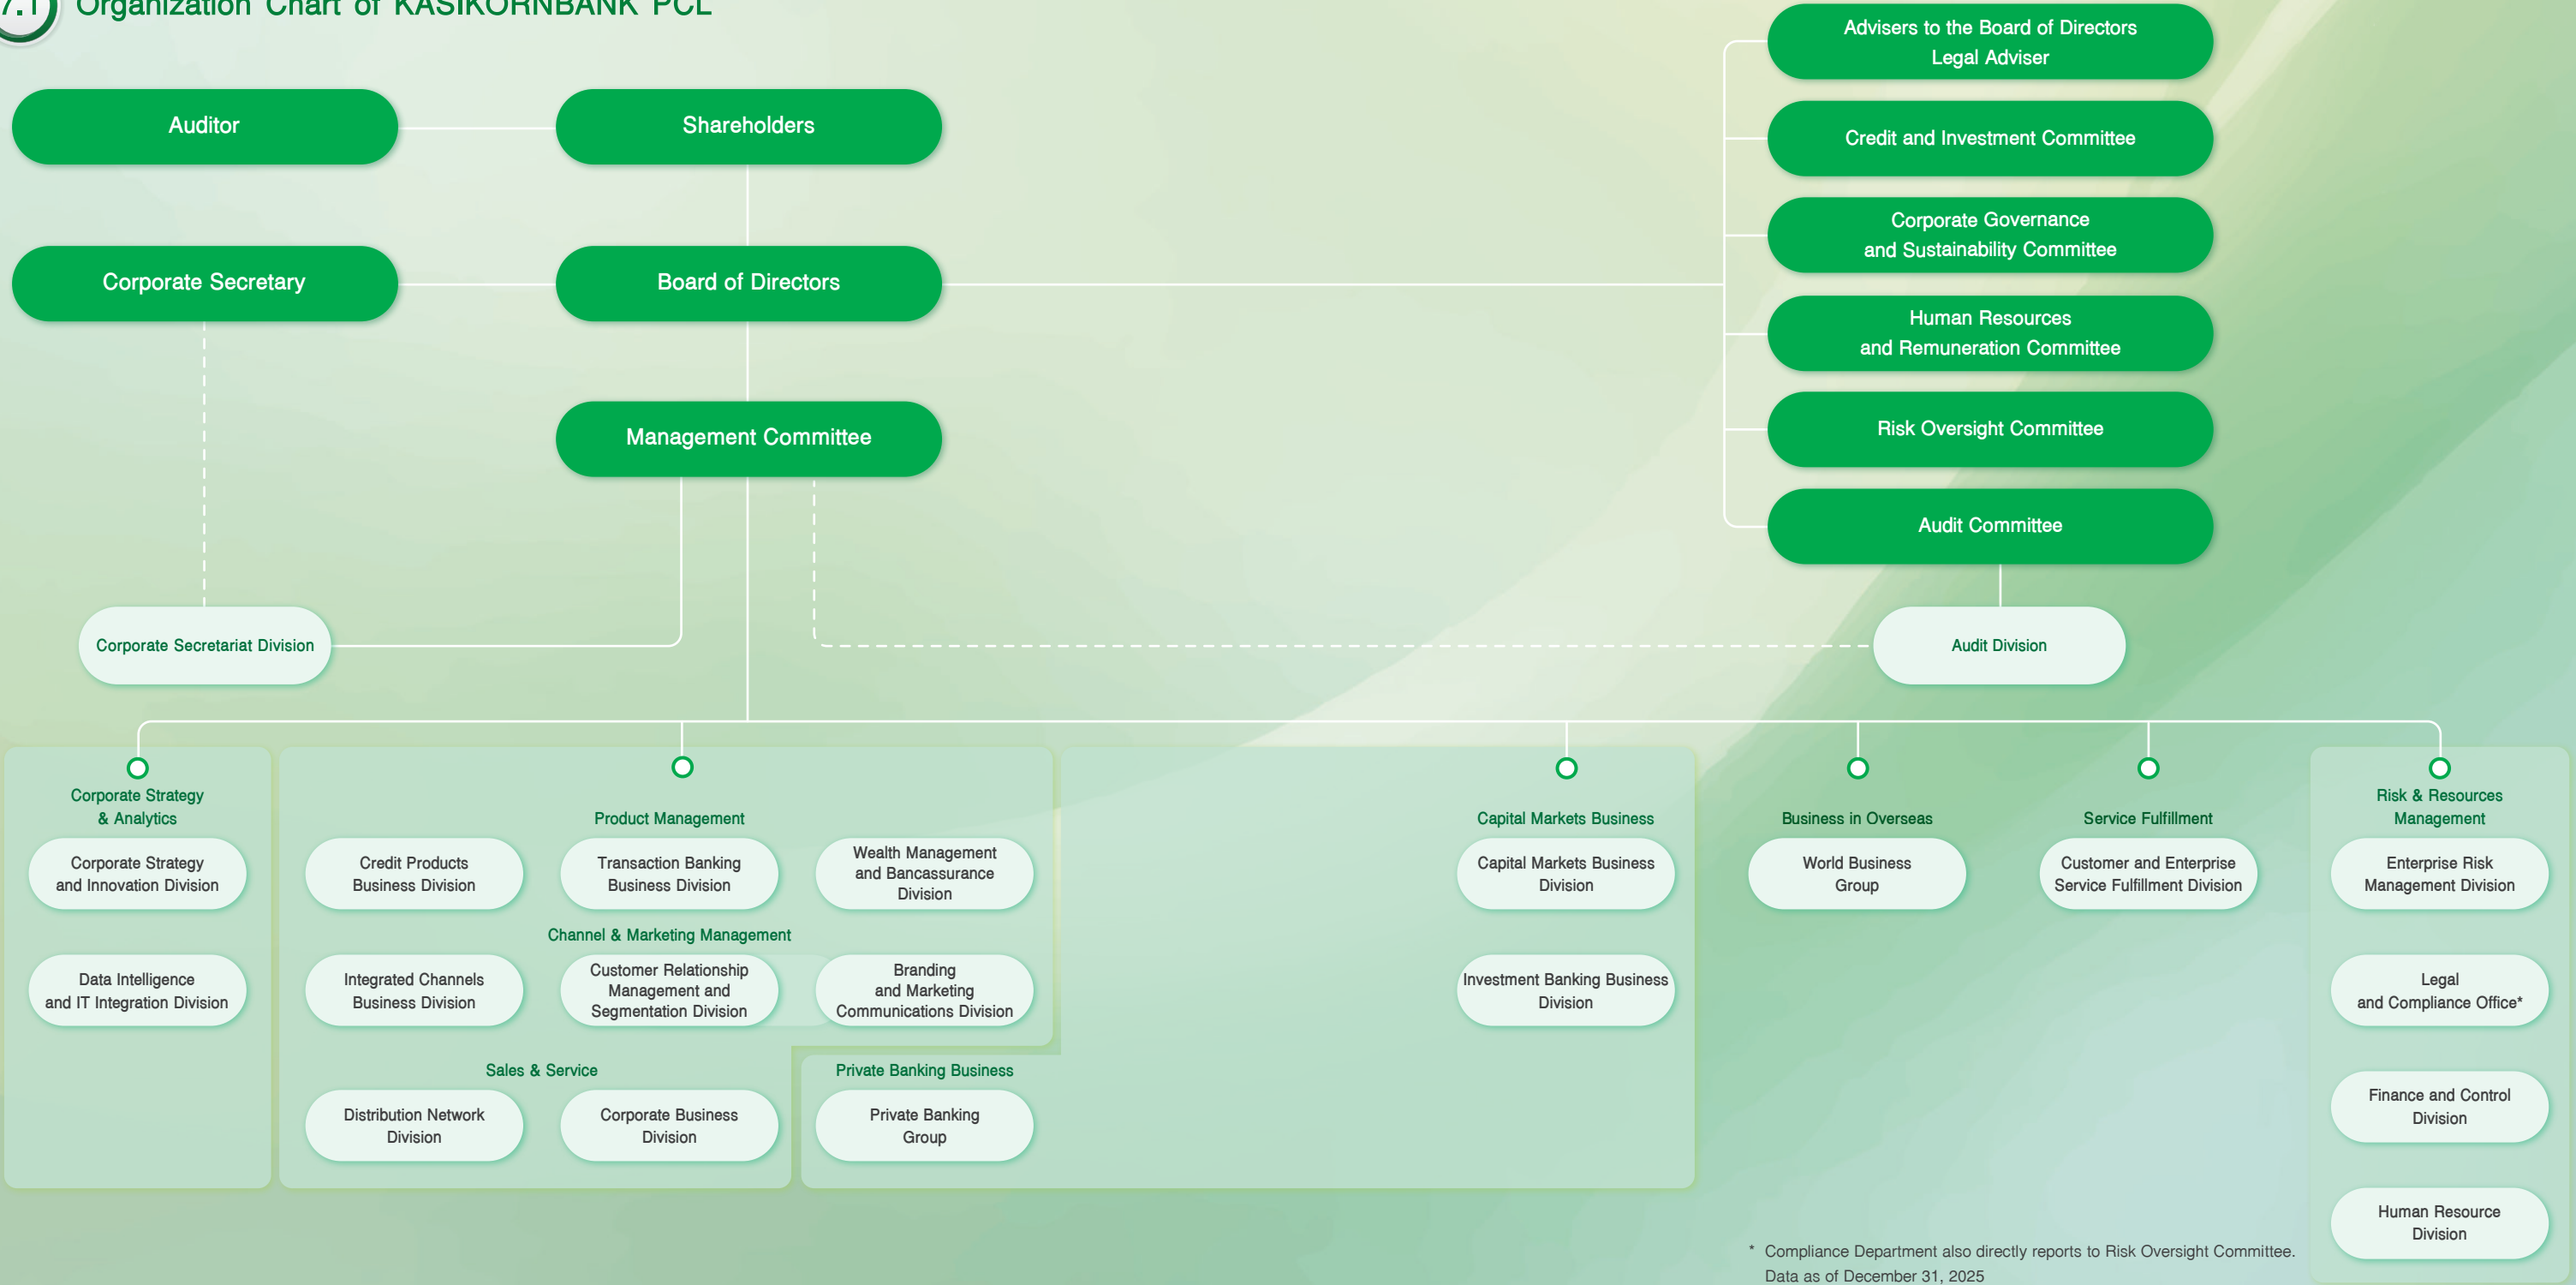 7.1 Organization Chart of KASIKORNBANK PCL
Advisers to the Board of Directors
Legal Adviser
Auditor
Shareholders
Credit and Investment Committee
Corporate Governance
and Sustainability Committee
Corporate Secretary
Board of Directors
Human Resources
and Remuneration Committee
Management Committee
Risk Oversight Committee
Audit Committee
Corporate Secretariat Division
Audit Division
Corporate Strategy
& Analytics
Corporate Strategy
and Innovation Division
Data Intelligence
and IT Integration Division
Product Management
Credit Products
Business Division
Transaction Banking
Business Division
Wealth Management
and Bancassurance
Division
Channel & Marketing Management
Integrated Channels
Business Division
Customer Relationship
Management and
Segmentation Division
Branding
and Marketing
Communications Division
Sales & Service
Distribution Network
Division
Corporate Business
Division
Private Banking Business
Private Banking
Group
Capital Markets Business
Capital Markets Business
Division
Investment Banking Business
Division
Business in Overseas
World Business
Group
Service Fulfillment
Customer and Enterprise
Service Fulfillment Division
Risk & Resources
Management
Enterprise Risk
Management Division
Legal
and Compliance Office*
Finance and Control
Division
Human Resource
Division
* Compliance Department also directly reports to Risk Oversight Committee.
Data as of December 31, 2025